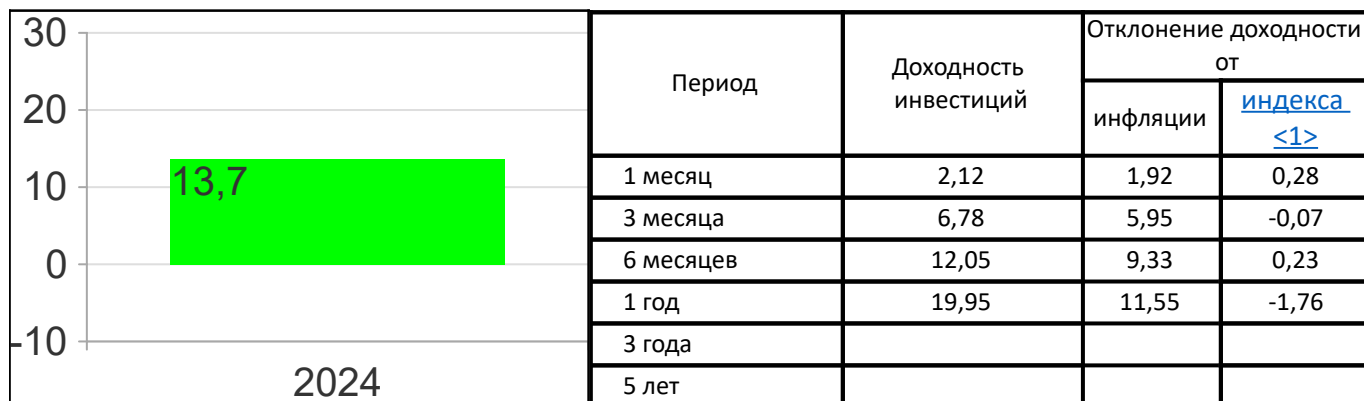 30
20
10
0
-10
13,7
2024
Период
Доходность
инвестиций
Отклонение доходности
от
инфляции
индекса
<1>
1 месяц 2,12 1,92 0,28
3 месяца 6,78 5,95 -0,07
6 месяцев 12,05 9,33 0,23
1 год 19,95 11,55 -1,76
3 года
5 лет